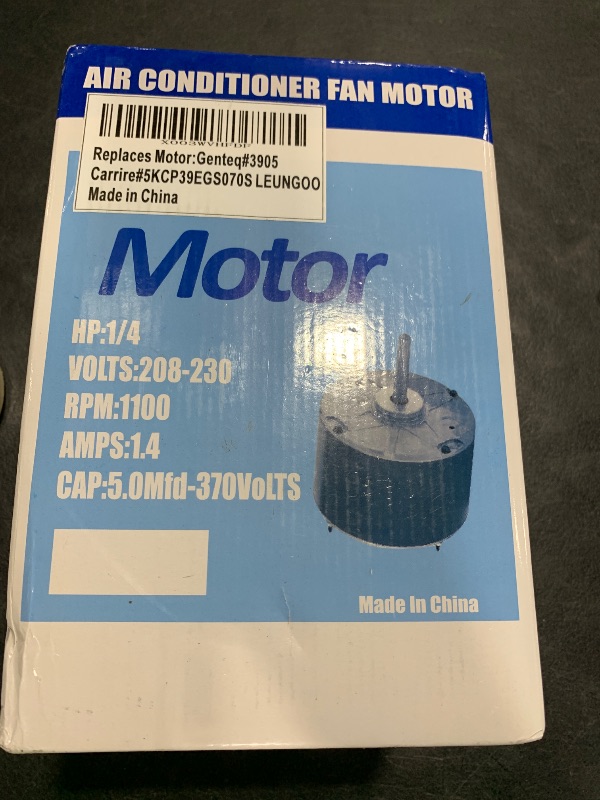 AIR CONDITIONER FAN MOTOR
X003WVHFDF
Replaces Motor:Genteq#3905
Carrire#5KCP39EGS070S LEUNGOO
Made in China
Motor
HP:1/4
VOLTS:208-230
RPM:1100
AMPS:1.4
CAP:5.0Mfd-370VoLTS
Made In China